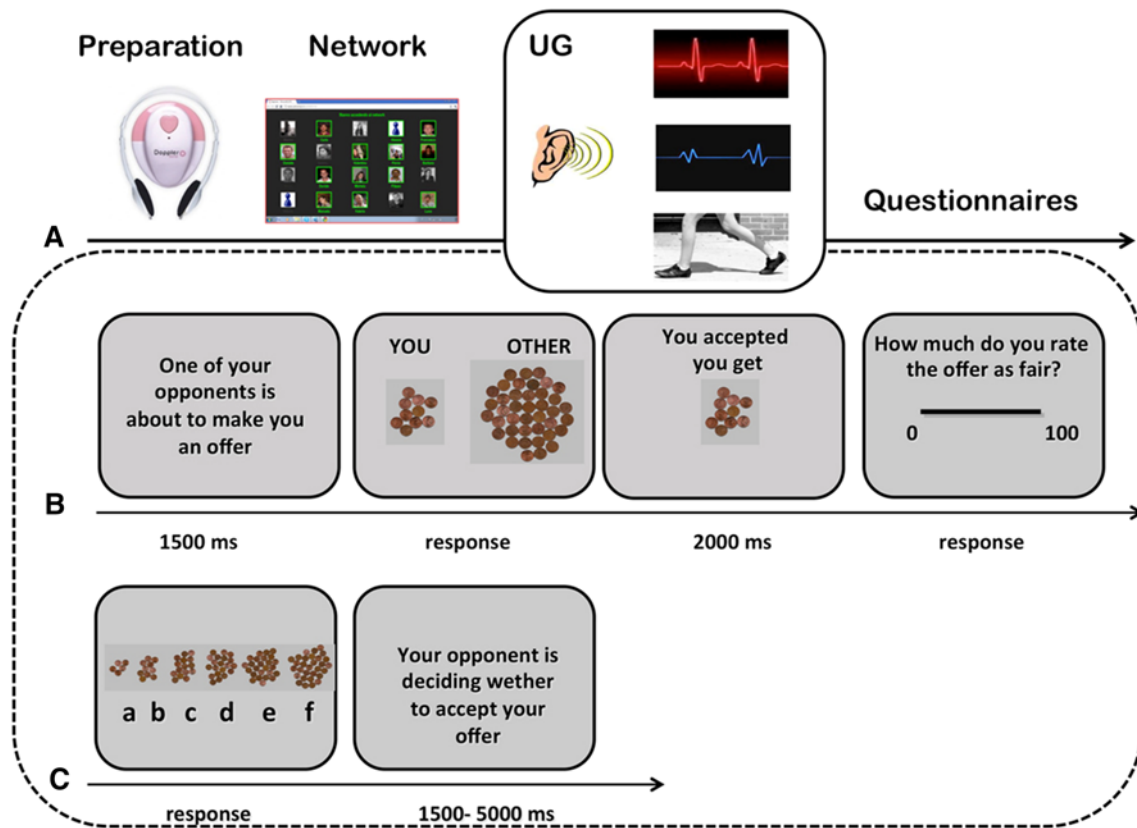 Preparation
Network
UG
Doppler
Questionnaires
A
One of your
opponents is
about to make you
an offer
YOU OTHER
You accepted
you get
How much do you rate
the offer as fair?
0 100
B
1500 ms response 2000 ms response
a b c d e f
Your opponent is
deciding wether
to accept your
offer
C
response 1500- 5000 ms